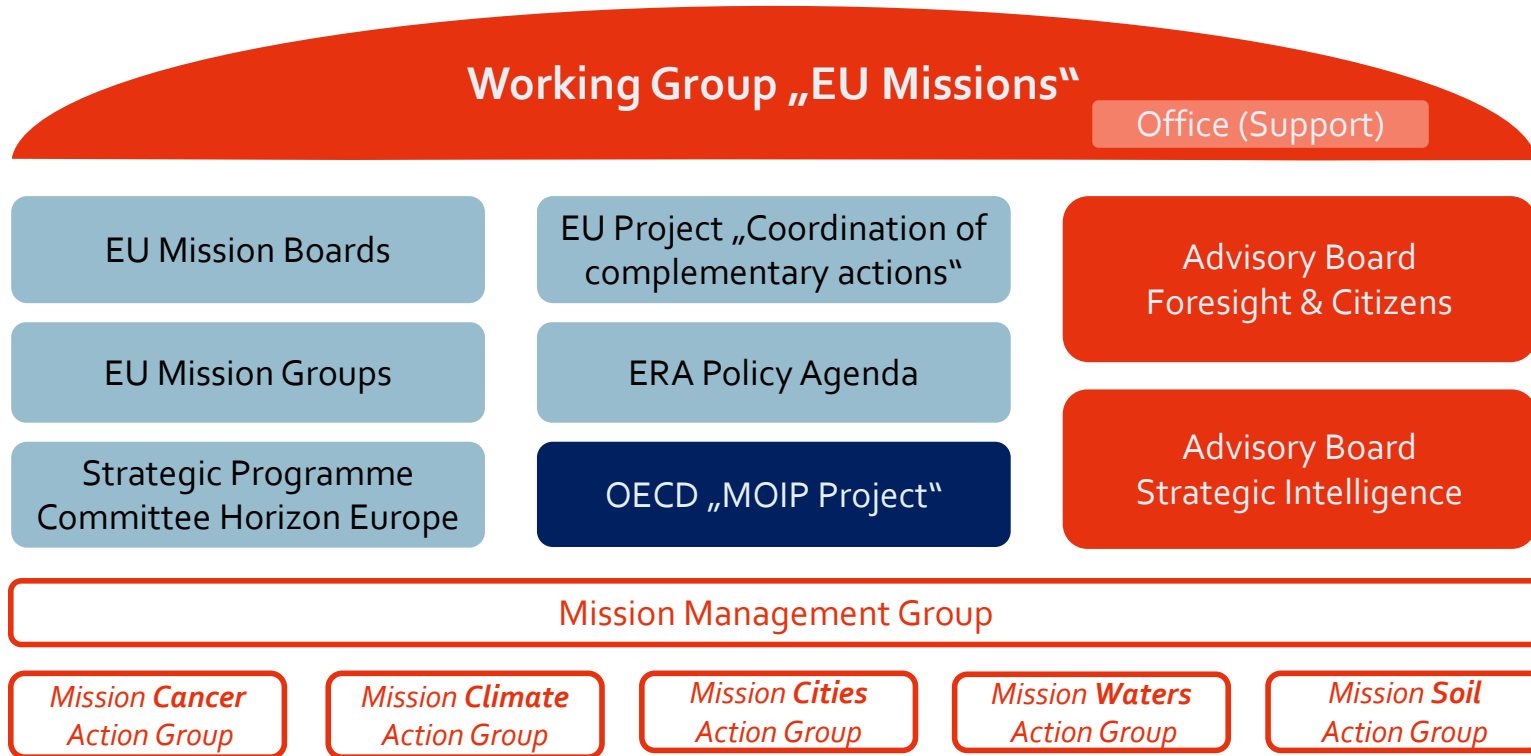 Working Group „EU Missions“
Office (Support)
EU Mission Boards
EU Project „Coordination of
complementary actions“
Advisory Board
Foresight & Citizens
EU Mission Groups
ERA Policy Agenda
Advisory Board
Strategic Intelligence
Strategic Programme
Committee Horizon Europe
OECD „MOIP Project“
Mission Management Group
Mission Cancer
Action Group
Mission Climate
Action Group
Mission Cities
Action Group
Mission Waters
Action Group
Mission Soil
Action Group